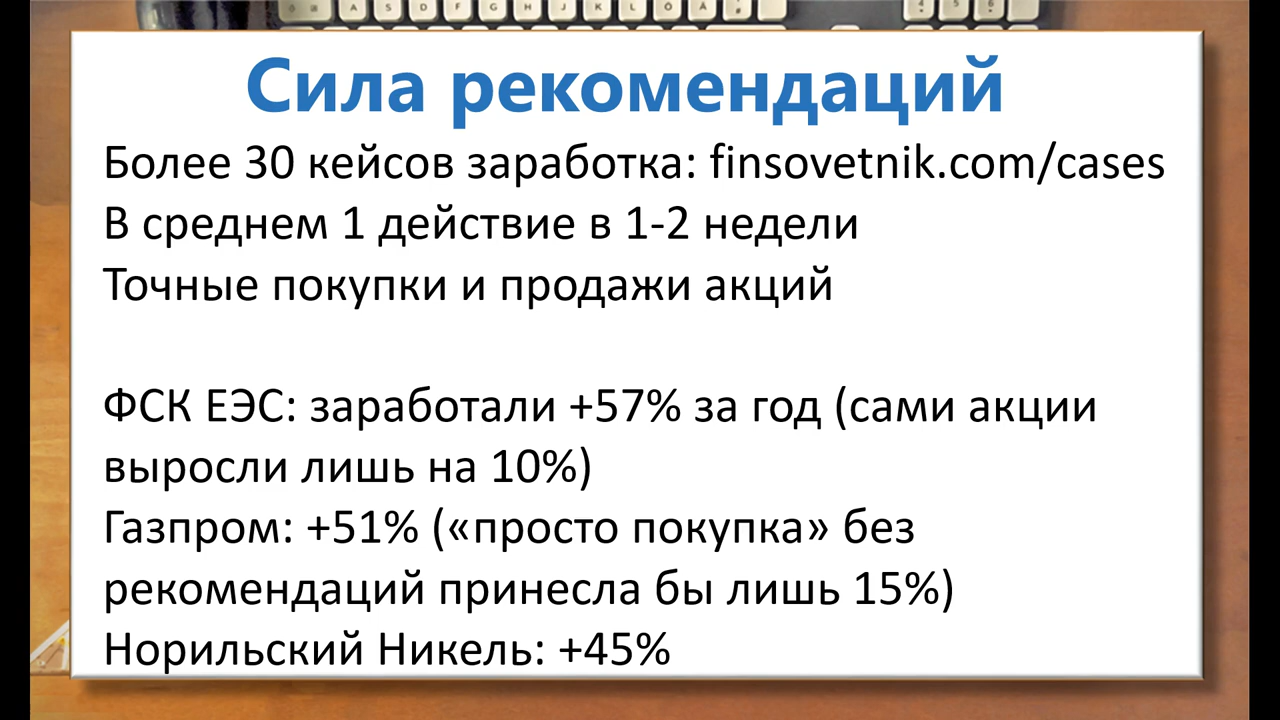 Сила рекомендаций
Более 30 кейсов заработка: finsovetnik.com/cases
В среднем 1 действие в 1-2 недели
Точные покупки и продажи акций
ФСК ЕЭС: заработали +57% за год (сами акции
выросли лишь на 10%)
Газпром: +51% («просто покупка» без
рекомендаций принесла бы лишь 15%)
Норильский Никель: +45%